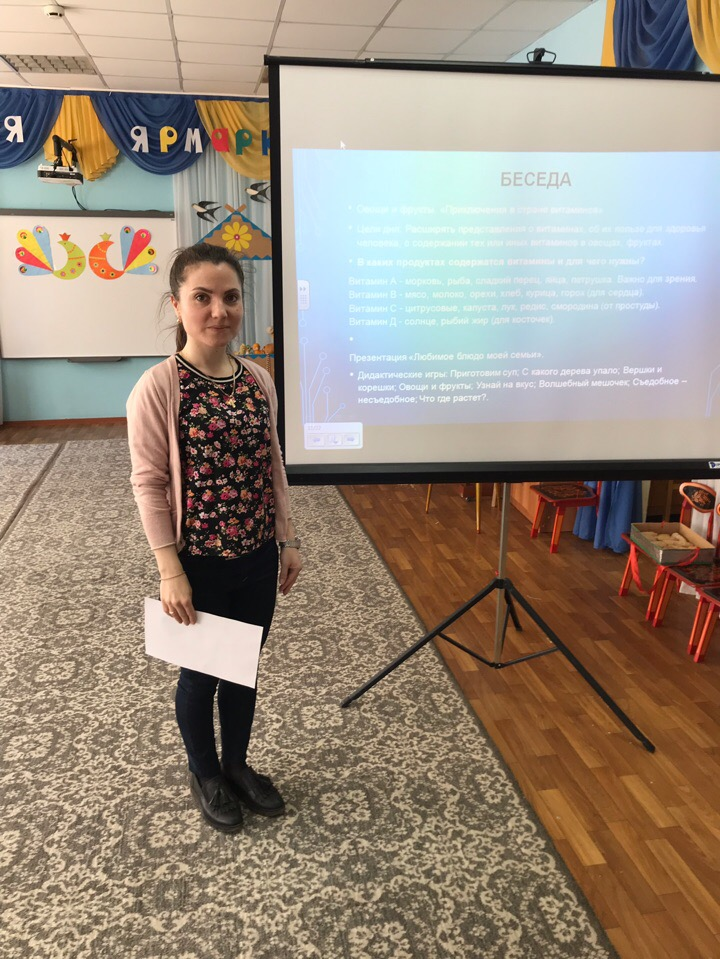 Я ЯРМАРК
БЕСЕДА
Овощи и фрукты. «Приключения в стране витаминов».
Цель дня: Расширять представления о витаминах, об их пользе для здоровья
человека, о содержании тех или иных витаминов в овощах, фруктах.
В каких продуктах содержатся витамины и для чего нужны?
Витамин А - морковь, рыба, сладкий перец, яйца, петрушка. Важно для зрения.
Витамин В - мясо, молоко, орехи, хлеб, курица, горох (для сердца).
Витамин С - цитрусовые, капуста, лук, редис, смородина (от простуды).
Витамин Д - солнце, рыбий жир (для косточек).
Презентация «Любимое блюдо моей семьи».
Дидактические игры: Приготовим суп; С какого дерева упало; Вершки и
корешки; Овощи и фрукты; Узнай на вкус; Волшебный мешочек; Съедобное –
несъедобное; Что где растет?.